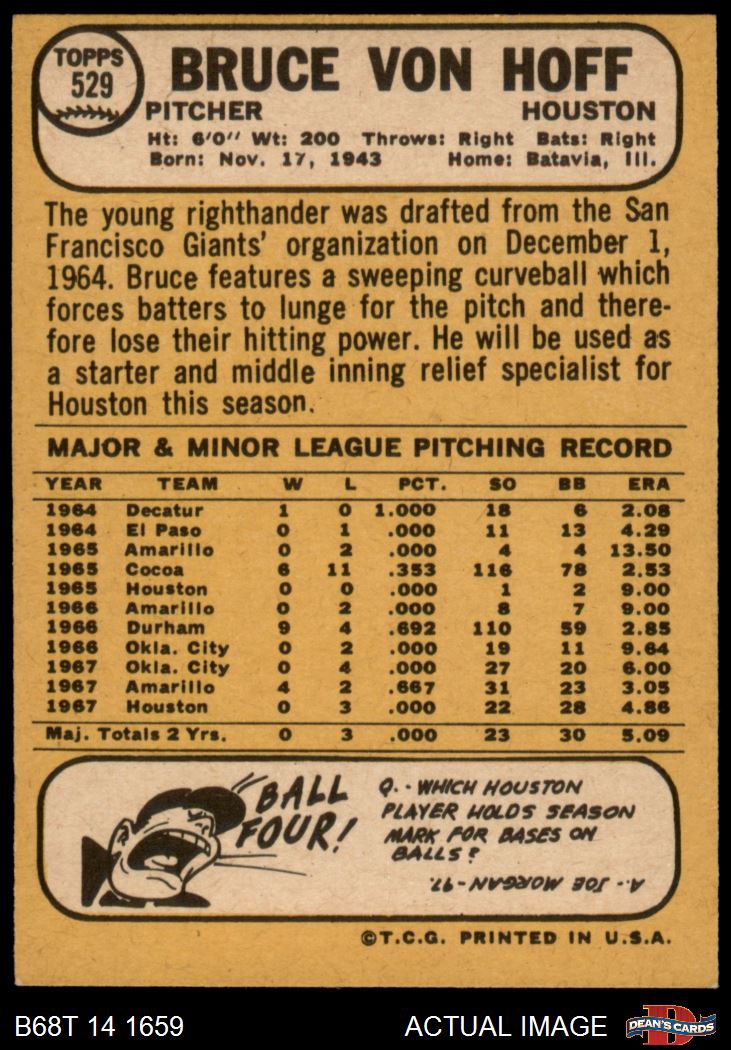 TOPPS
529
BRUCE VON HOFF
PITCHER HOUSTON
Ht: 6'0" Wt: 200 Throws: Right Bats: Right
Born: Nov. 17, 1943 Home: Batavia, Ill.
The young righthander was drafted from the San
Francisco Giants' organization on December 1,
1964. Bruce features a sweeping curveball which
forces batters to lunge for the pitch and there-
fore lose their hitting power. He will be used as
a starter and middle inning relief specialist for
Houston this season.
MAJOR & MINOR LEAGUE PITCHING RECORD
YEAR TEAM W L PCT. SO BB ERA
1964 Decatur 1 0 1.000 18 6 2.08
1964 El Paso 0 1 .000 11 13 4.29
1965 Amarillo 0 2 .000 4 4 13.50
1965 Cocoa 6 11 .353 116 78 2.53
1965 Houston 0 0 .000 1 2 9.00
1966 Amarillo 0 2 .000 8 7 9.00
1966 Durham 9 4 .692 110 59 2.85
1966 Okla. City 0 2 .000 19 11 9.64
1967 Okla. City 0 4 .000 27 20 6.00
1967 Amarillo 4 2 .667 31 23 3.05
1967 Houston 0 3 .000 22 28 4.86
Maj. Totals 2 Yrs. 0 3 .000 23 30 5.09
BALL
FOUR!
Q.-WHICH HOUSTON
PLAYER HOLDS SEASON
MARK FOR BASES ON
BALLS?
A.- JOE MORGAN-97.
©T.C.G. PRINTED IN U.S.A.
B68T 14 1659 ACTUAL IMAGE
D
DEAN'S CARDS